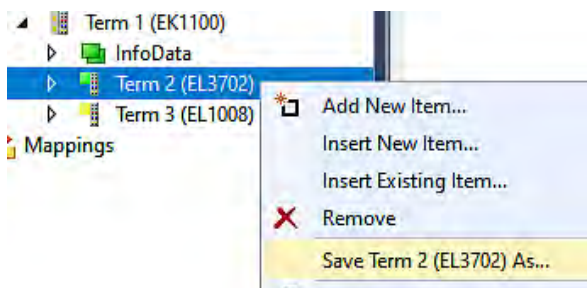 Term 1 (EK1100)
InfoData
Term 2 (EL3702)
Term 3 (EL1008)
Mappings
Add New Item...
Insert New Item...
Insert Existing Item...
Remove
Save Term 2 (EL3702) As...